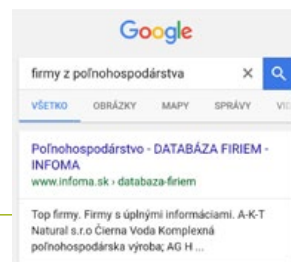 Google
firmy z poľnohospodárstva
VŠETKO OBRÁZKY MAPY SPRÁVY
Poľnohospodárstvo - DATABÁZA FIRIEM -
INFOMA
www.infoma.sk › databaza-firiem
Top firmy. Firmy s úplnými informáciami. A-K-T
Natural s.r.o Čierna Voda Komplexná
poľnohospodárska výroba; AG H ...